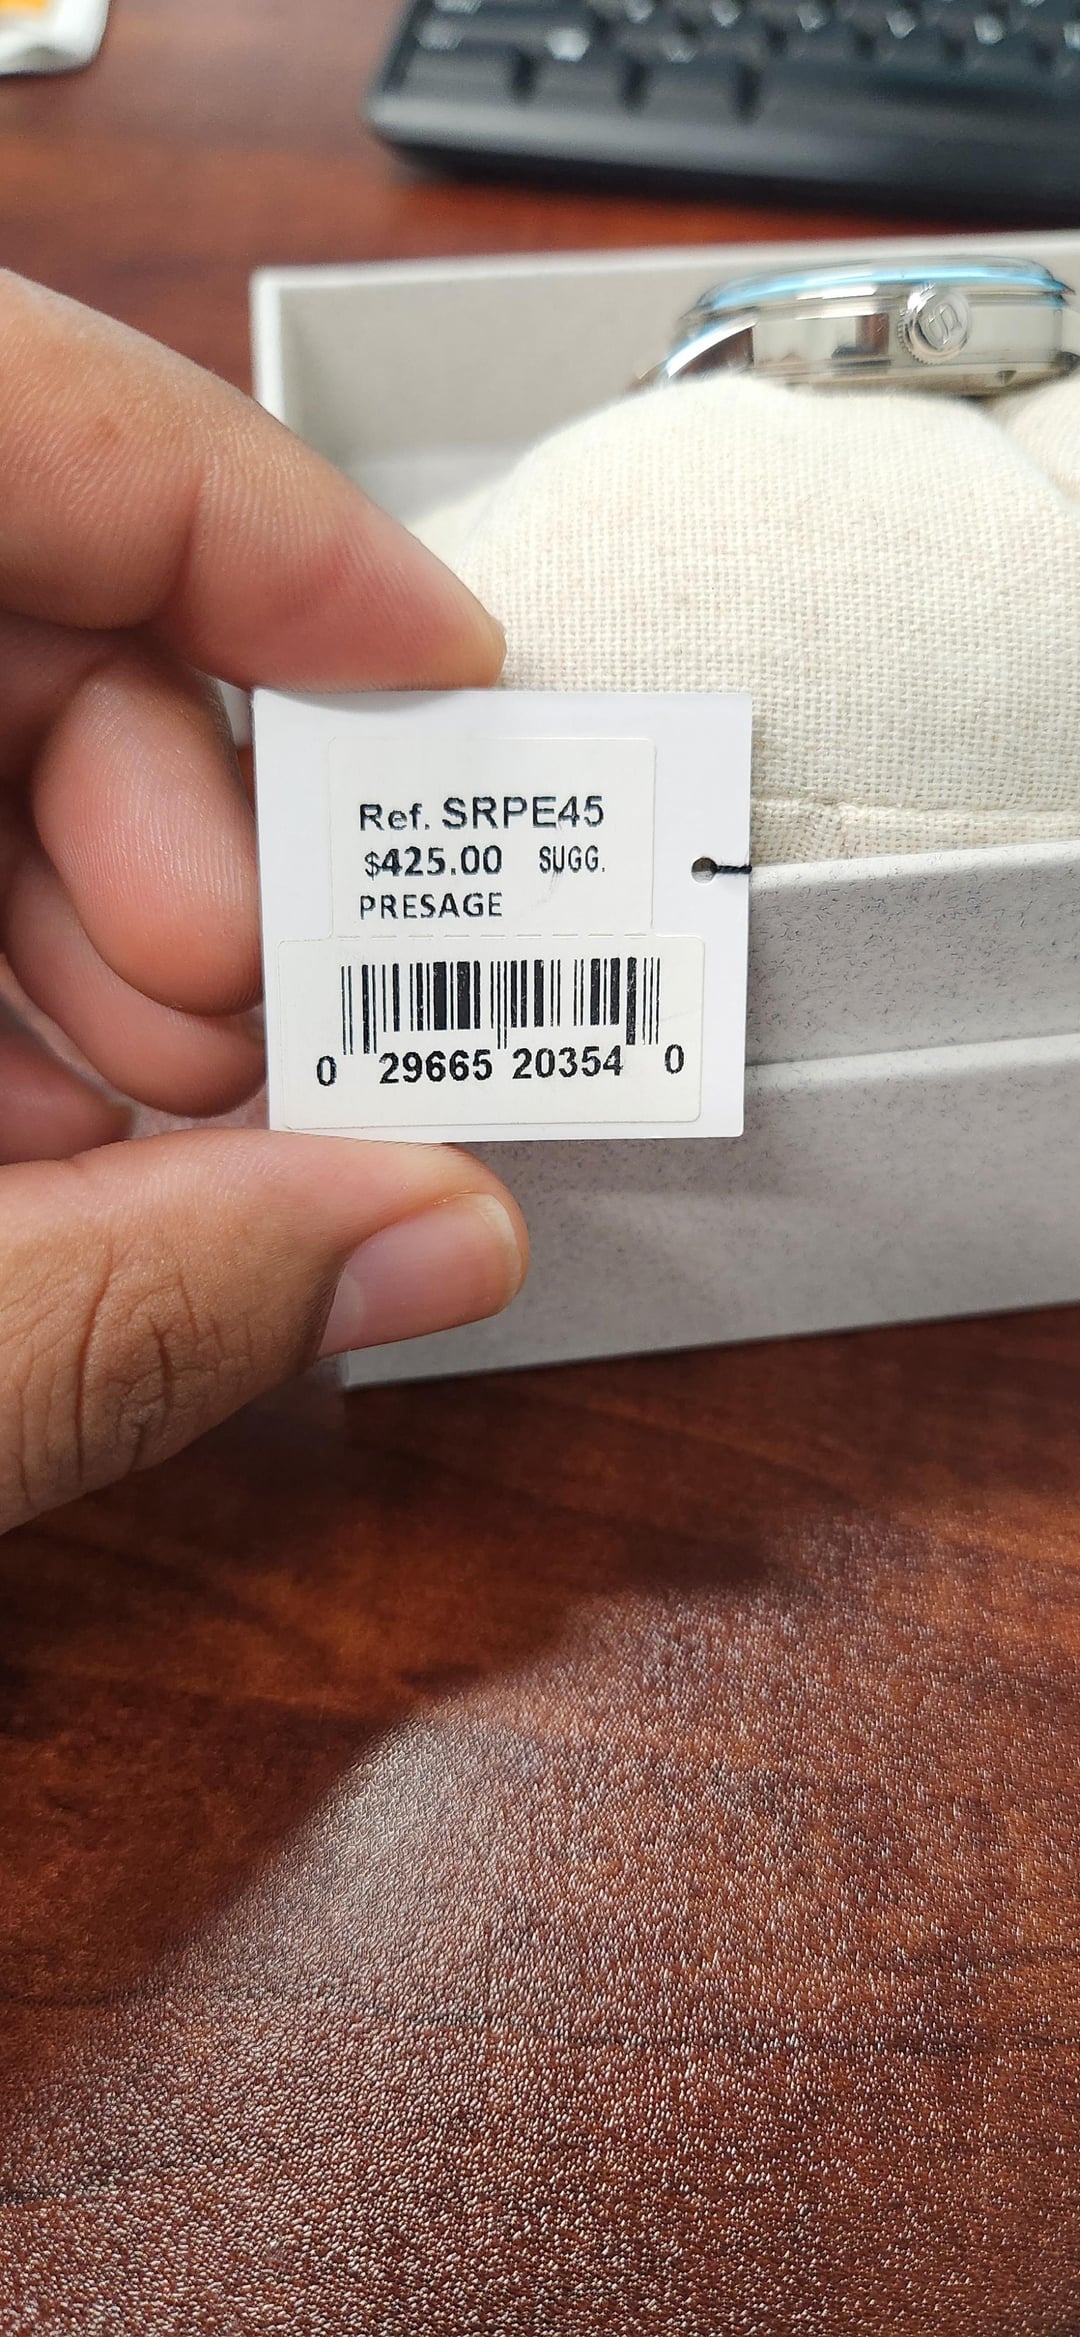 Ref. SRPE45
$425.00 SUGG.
PRESAGE
0 29665 20354 0